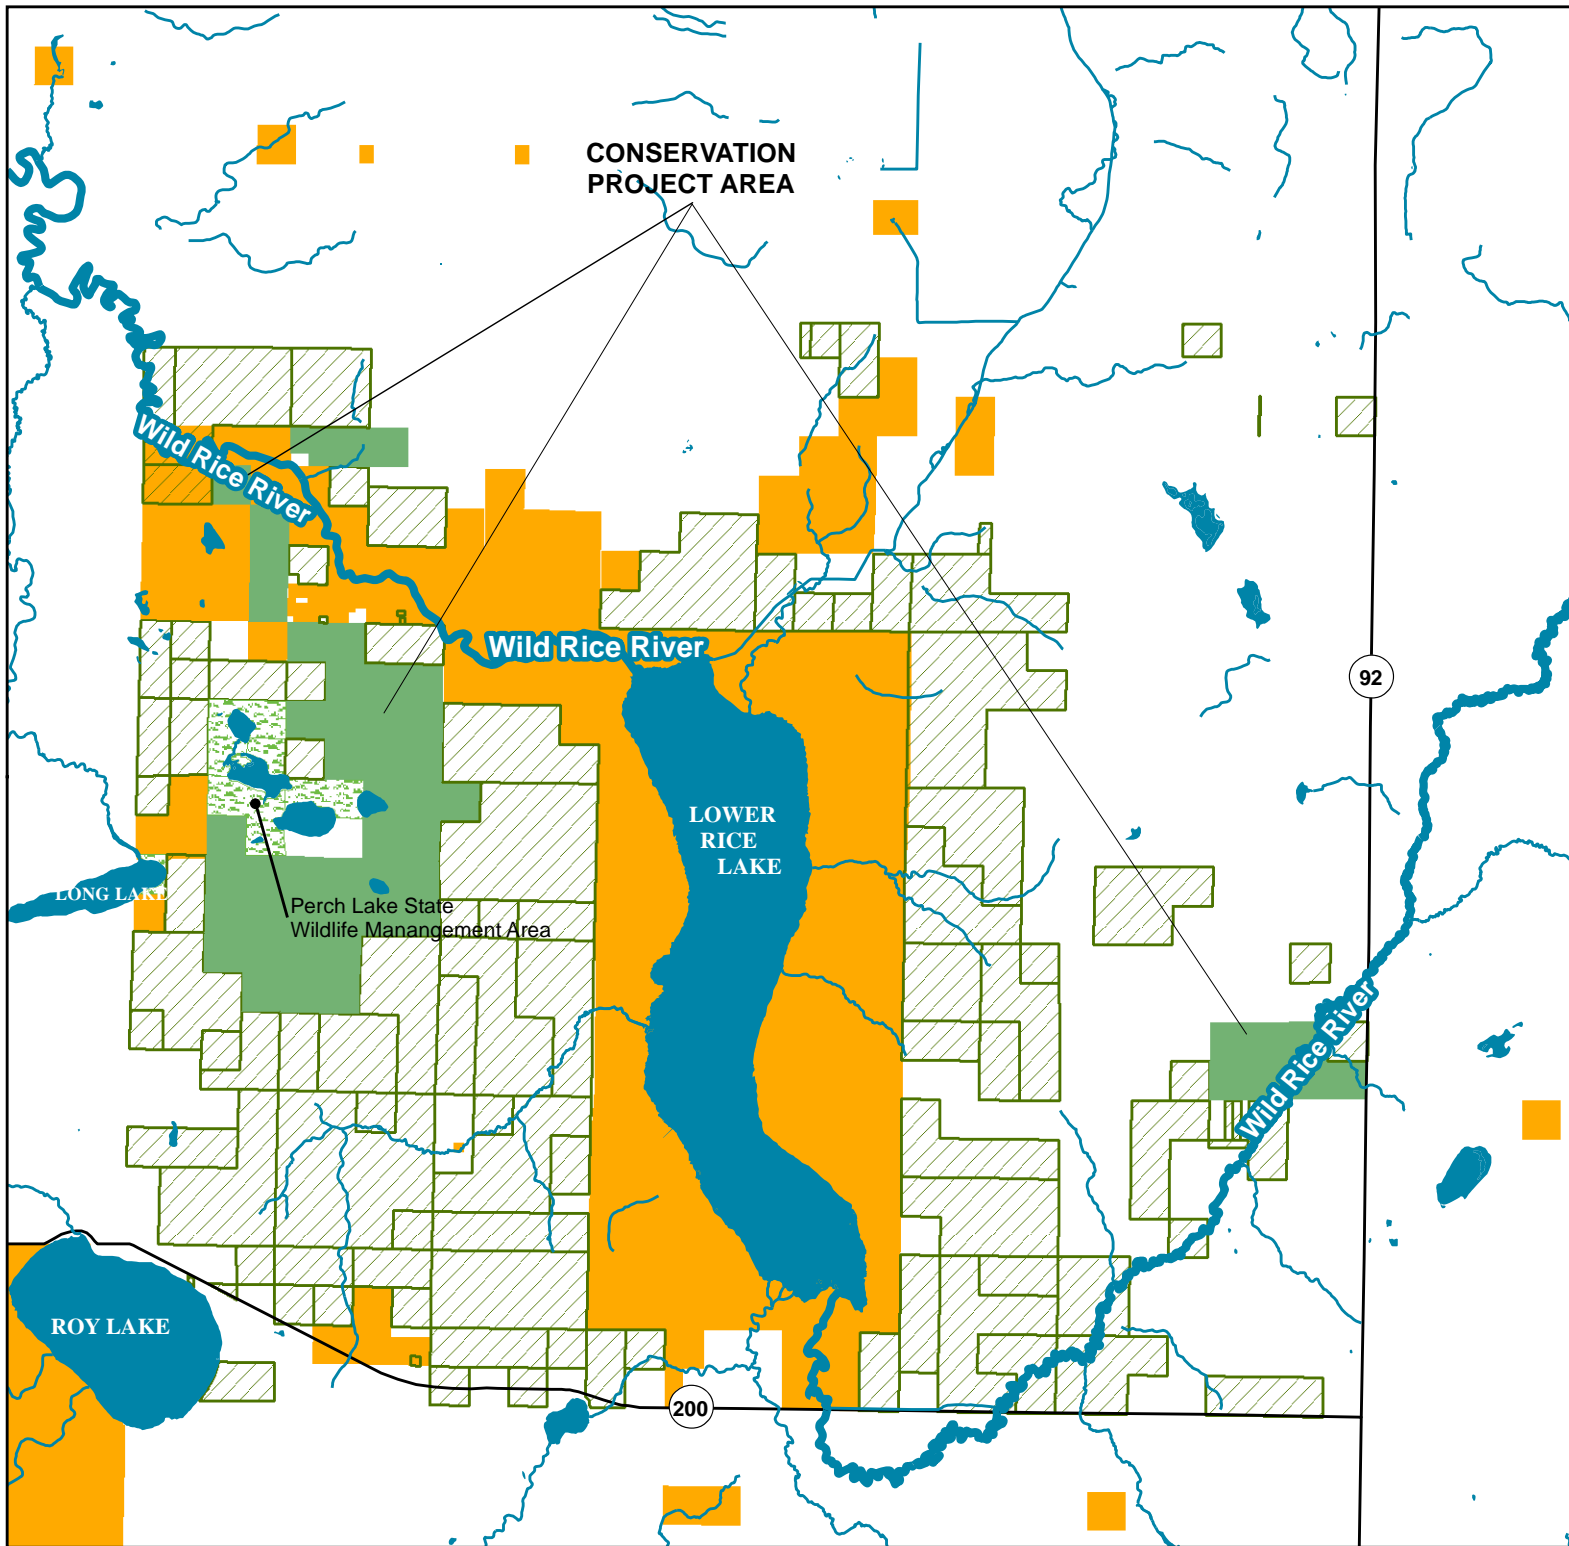 CONSERVATION
PROJECT AREA
Wild Rice River
Wild Rice River
92
LOWER
RICE
LAKE
LONG LAKE
Perch Lake State
Wildlife Manangement Area
Wild Rice River
ROY LAKE
200